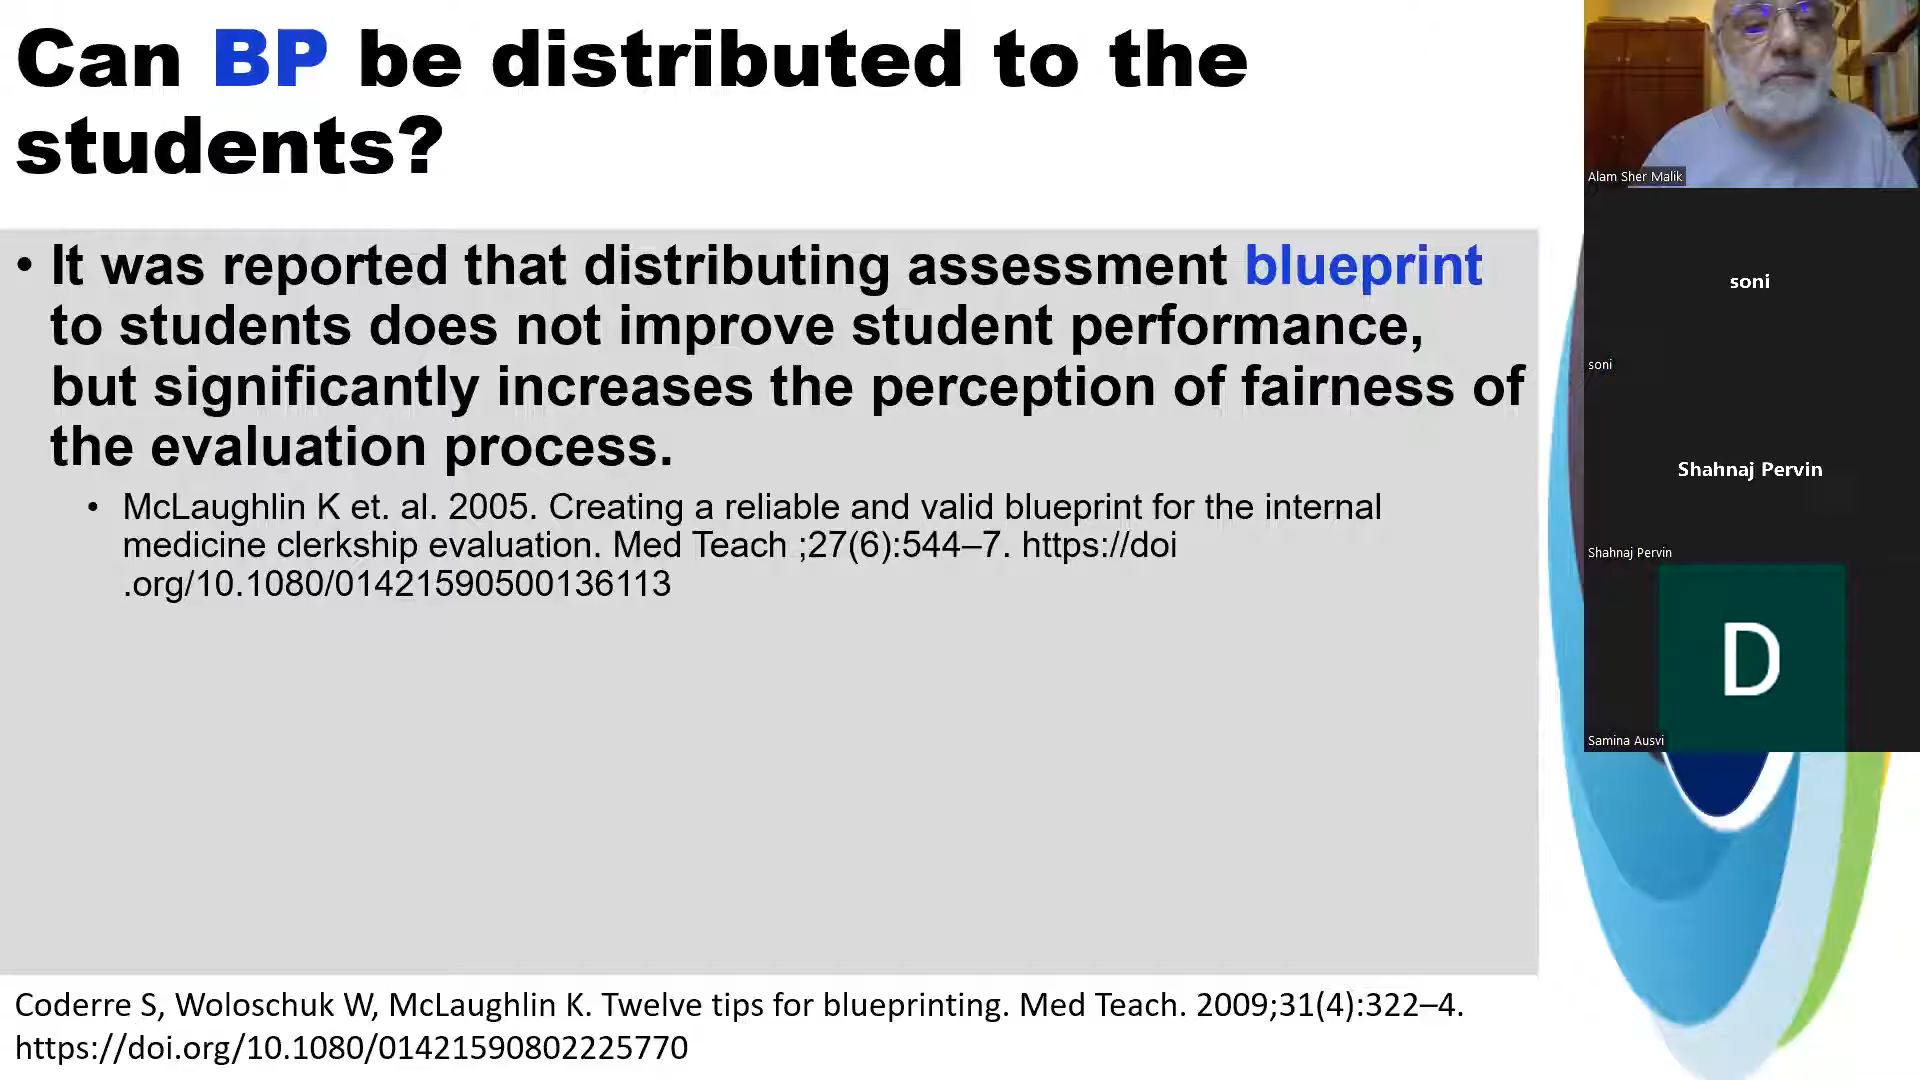 Can BP be distributed to the
students?
• It was reported that distributing assessment blueprint
to students does not improve student performance,
but significantly increases the perception of fairness of
the evaluation process.
• McLaughlin K et. al. 2005. Creating a reliable and valid blueprint for the internal
medicine clerkship evaluation. Med Teach ;27(6):544–7. https://doi
.org/10.1080/01421590500136113
Coderre S, Woloschuk W, McLaughlin K. Twelve tips for blueprinting. Med Teach. 2009;31(4):322–4.
https://doi.org/10.1080/01421590802225770
Alam Sher Malik
soni
soni
Shahnaj Pervin
Shahnaj Pervin
D
Samina Ausvi